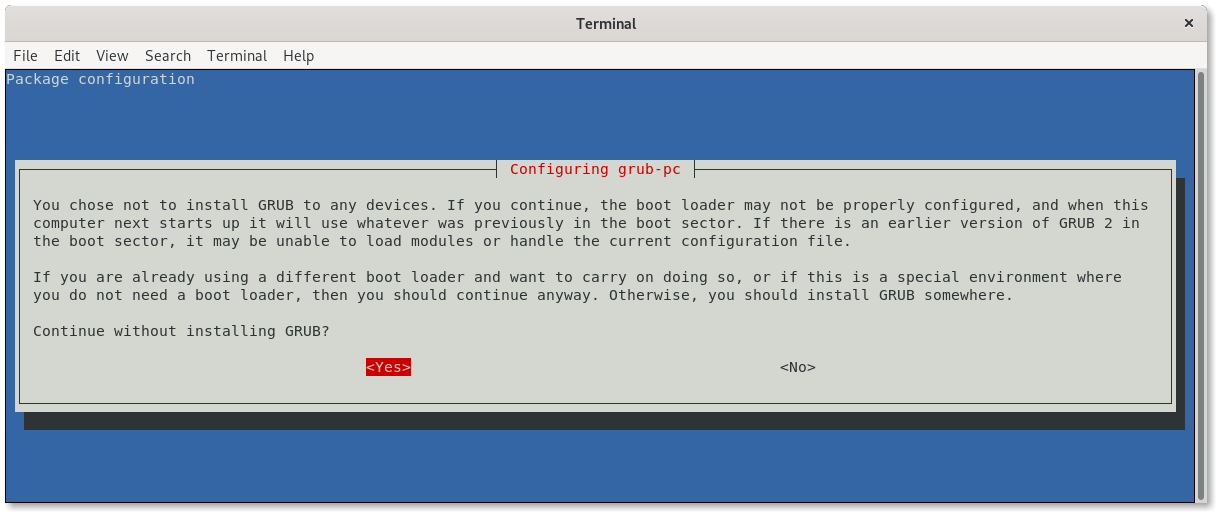 Terminal
×
File Edit View Search Terminal Help
Package configuration
Configuring grub-pc
You chose not to install GRUB to any devices. If you continue, the boot loader may not be properly configured, and when this
computer next starts up it will use whatever was previously in the boot sector. If there is an earlier version of GRUB 2 in
the boot sector, it may be unable to load modules or handle the current configuration file.
If you are already using a different boot loader and want to carry on doing so, or if this is a special environment where
you do not need a boot loader, then you should continue anyway. Otherwise, you should install GRUB somewhere.
Continue without installing GRUB?
<Yes> <No>